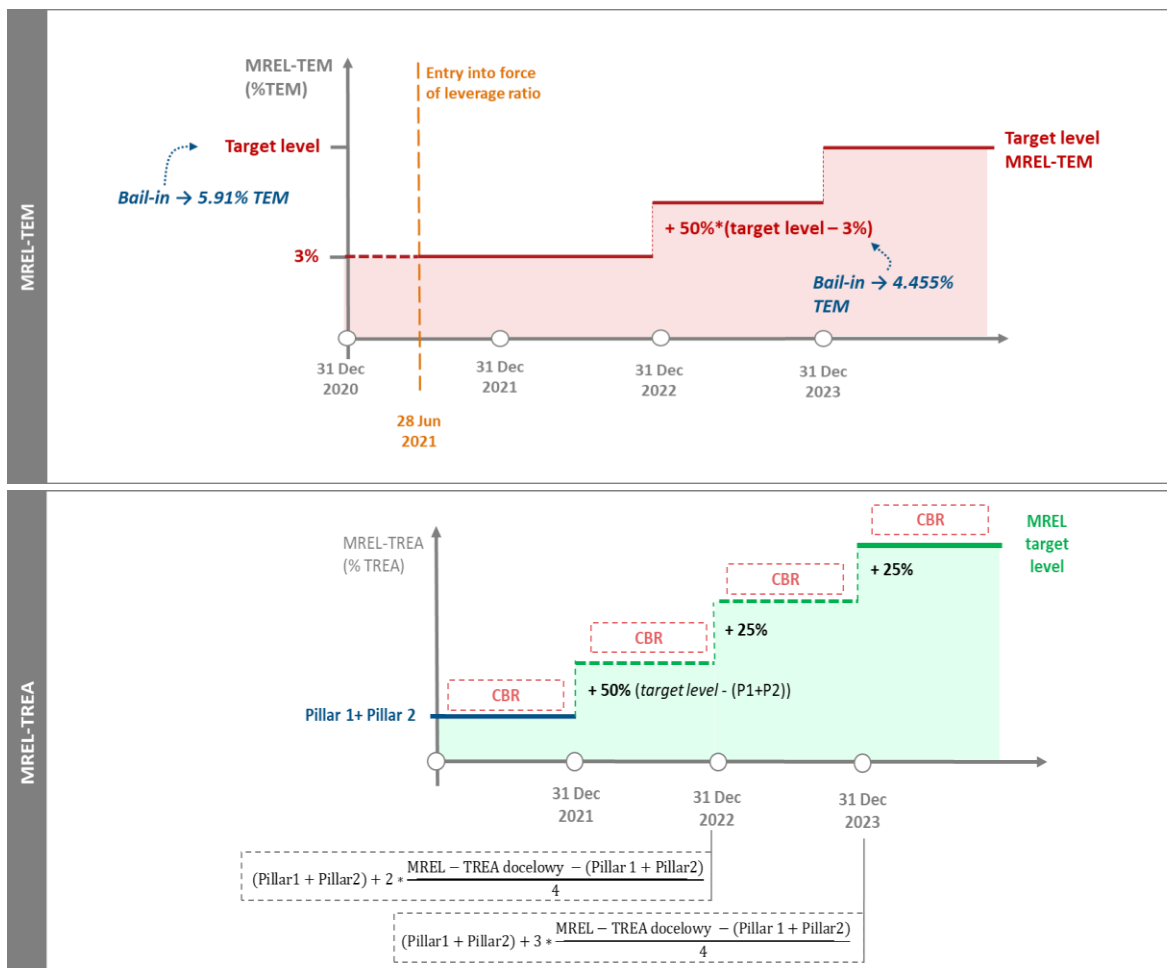 MREL-TEM
MREL-TEM
(%TEM)
Entry into force
of leverage ratio
Target level
Bail-in → 5.91% TEM
Target level
MREL-TEM
+ 50%*(target level – 3%)
3%
Bail-in → 4.455%
TEM
31 Dec
2020
31 Dec
2021
31 Dec
2022
31 Dec
2023
28 Jun
2021
MREL-TREA
MREL-TREA
(% TREA)
CBR
MREL
target
level
CBR
+ 25%
CBR
+ 25%
CBR
+ 50% (target level - (P1+P2))
Pillar 1+ Pillar 2
31 Dec
2021
31 Dec
2022
31 Dec
2023
(Pillar1 + Pillar2) + 2 * MREL − TREA docelowy − (Pillar 1 + Pillar2)
4
(Pillar1 + Pillar2) + 3 * MREL − TREA docelowy − (Pillar 1 + Pillar2)
4